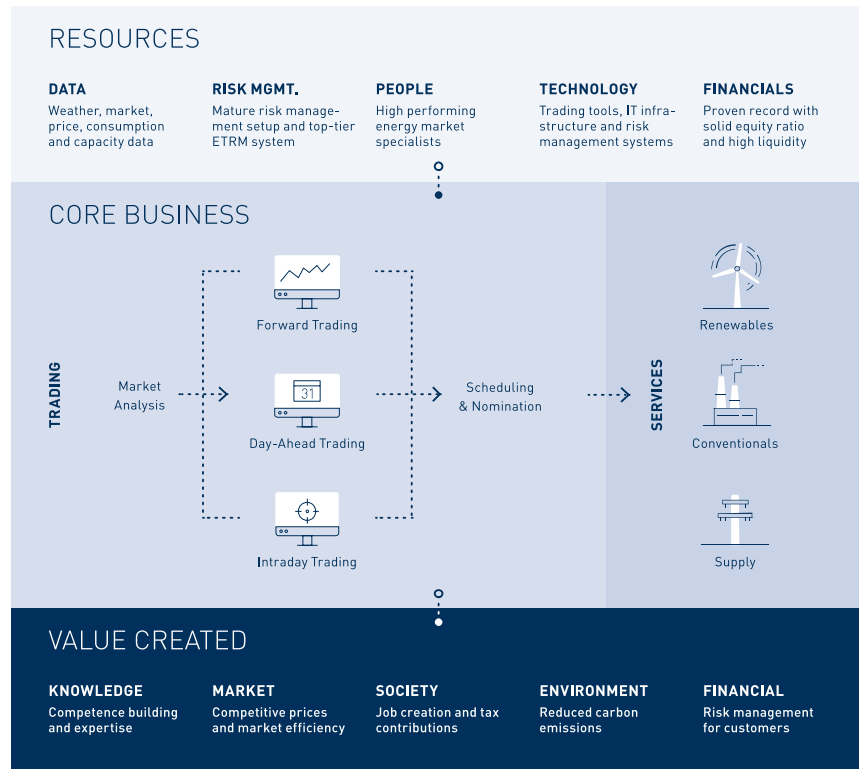 RESOURCES
DATA
Weather, market,
price, consumption
and capacity data
RISK MGMT.
Mature risk manage-
ment setup and top-tier
ETRM system
PEOPLE
High performing
energy market
specialists
TECHNOLOGY
Trading tools, IT infra-
structure and risk
management systems
FINANCIALS
Proven record with
solid equity ratio
and high liquidity
CORE BUSINESS
TRADING
Market
Analysis
Forward Trading
31
Day-Ahead Trading
Intraday Trading
Scheduling
& Nomination
SERVICES
Renewables
Conventionals
Supply
VALUE CREATED
KNOWLEDGE
Competence building
and expertise
MARKET
Competitive prices
and market efficiency
SOCIETY
Job creation and tax
contributions
ENVIRONMENT
Reduced carbon
emissions
FINANCIAL
Risk management
for customers